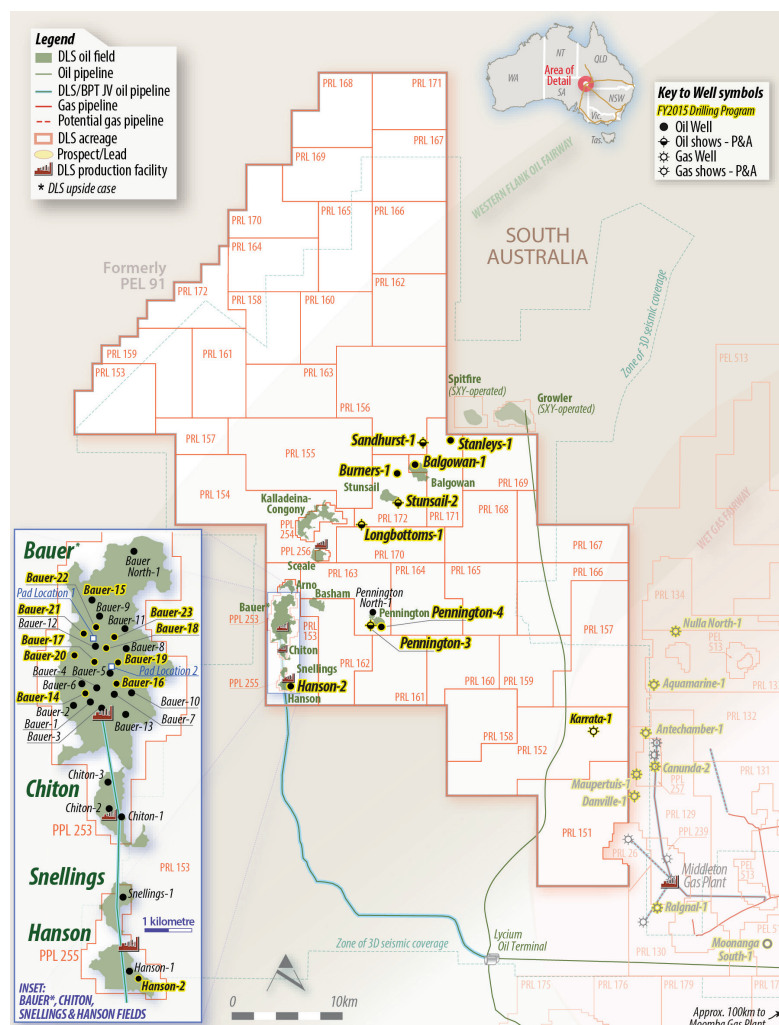 Legend
DLS oil field
Oil pipeline
DLS/BPT JV oil pipeline
Gas pipeline
Potential gas pipeline
DLS acreage
Prospect/Lead
DLS production facility
* DLS upside case
NT
QLD
WA
Area of
Detail
SA
NSW
Vic.
Tas.
Key to Well symbols
FY2015 Drilling Program
Oil Well
Oil shows - P&A
Gas Well
Gas shows - P&A
PRL 168
PRL 171
PRL 167
PRL 169
WESTERN FLANK OIL FAIRWAY
PRL 170
PRL 165
PRL 166
PRL 164
SOUTH
AUSTRALIA
Formerly
PEL 91
PRL 172
PRL 162
PRL 158
PRL 160
Zone of 3D seismic coverage
PRL 159
PRL 161
PRL 153
PRL 163
PEL 513
Spitfire
(SXY-operated)
Growler
(SXY-operated)
PRL 156
PRL 157
PRL 155
Sandhurst-1
Stanleys-1
Balgowan-1
Burners-1
Balgowan
PRL 169
Stunsail
PRL 154
Stunsail-2
Kalladeina-
Congony
PRL 172
PRL 171
PRL 168
WET GAS FAIRWAY
PPL
254
Longbottoms-1
PRL 167
PPL 256
PRL 170
Sceale
PRL 163
PRL 164
PRL 165
PRL 166
PRL 134
Arno
Basham
Pennington
North-1
PPL 253
Bauer
Pennington
Pennington-4
PRL 157
PRL
153
Nulla North-1
PEL
513
Chiton
Pennington-3
Snellings
PRL
162
PRL 160
PRL 159
PPL 255
Hanson-2
Hanson
PRL 161
Aquamarine-1
PRL 133
Karrata-1
PRL 132
Antechamber-1
PRL 158
PRL 152
Canunda-2
PRL 131
Maupertuis-1
PPL
257
Danville-1
PRL 129
PRL 151
PPL 239
PRL 26
Middleton
Gas Plant
PEL
513
Ralgnal-1
PRL 130
Moonanga
South-1
Lycium
Oil Terminal
Zone of 3D seismic coverage
PRL 175
PRL 176
PRL 179
0
10km
Approx. 100km to
Moomba Gas Plant
Bauer*
Bauer
North-1
Bauer-22
Bauer-15
Pad Location 1
Bauer-9
Bauer-21
Bauer-23
Bauer-12
Bauer-11
Bauer-18
Bauer-17
Bauer-8
Bauer-20
Bauer-19
Bauer-4
Bauer-5
Pad Location 2
Bauer-6
Bauer-16
Bauer-14
Bauer-10
Bauer-2
Bauer-1
Bauer-13
Bauer-7
Bauer-3
Chiton-3
Chiton
Chiton-2
Chiton-1
PPL 253
PRL 153
Snellings
Snellings-1
1 kilometre
Hanson
PPL 255
Hanson-1
Hanson-2
INSET:
BAUER*, CHITON,
SNELLINGS & HANSON FIELDS